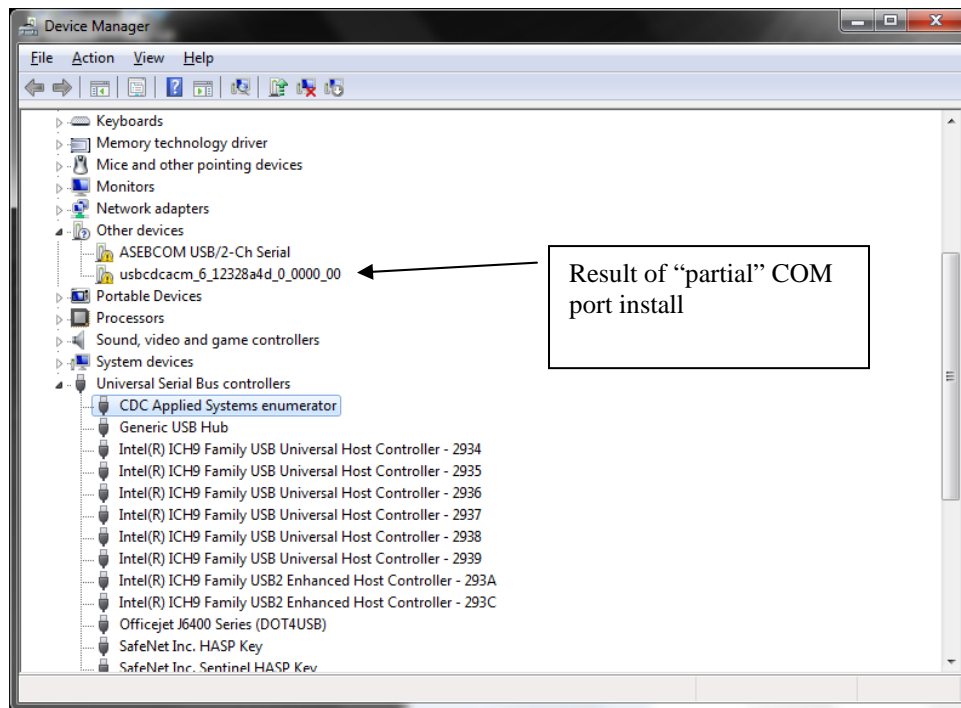 Device Manager
File Action View Help
Keyboards
Memory technology driver
Mice and other pointing devices
Monitors
Network adapters
Other devices
ASEBCOM USB/2-Ch Serial
usbcdcacm_6_12328a4d_0_0000_00
Result of “partial” COM
port install
Portable Devices
Processors
Sound, video and game controllers
System devices
Universal Serial Bus controllers
CDC Applied Systems enumerator
Generic USB Hub
Intel(R) ICH9 Family USB Universal Host Controller - 2934
Intel(R) ICH9 Family USB Universal Host Controller - 2935
Intel(R) ICH9 Family USB Universal Host Controller - 2936
Intel(R) ICH9 Family USB Universal Host Controller - 2937
Intel(R) ICH9 Family USB Universal Host Controller - 2938
Intel(R) ICH9 Family USB Universal Host Controller - 2939
Intel(R) ICH9 Family USB2 Enhanced Host Controller - 293A
Intel(R) ICH9 Family USB2 Enhanced Host Controller - 293C
Officejet J6400 Series (DOT4USB)
SafeNet Inc. HASP Key
SafeNet Inc. Sentinel HASP Key